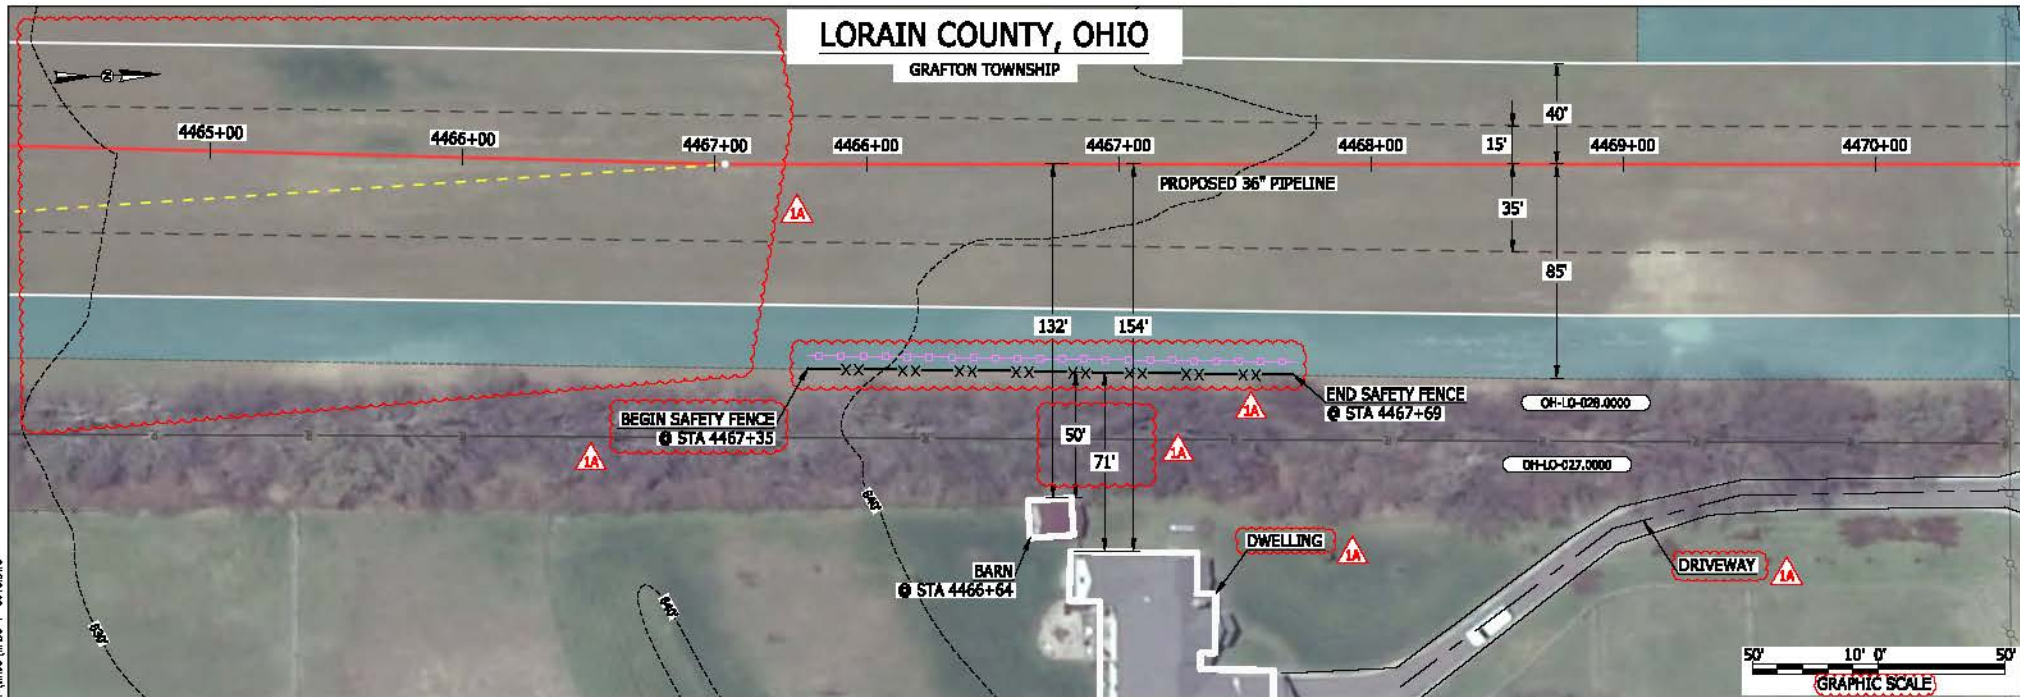 LORAIN COUNTY, OHIO
GRAFTON TOWNSHIP
N
4465+00
4466+00
4467+00
4466+00
4467+00
4468+00
4469+00
4470+00
40'
15'
PROPOSED 36" PIPELINE
35'
1A
85'
132'
154'
BEGIN SAFETY FENCE
@ STA 4467+35
END SAFETY FENCE
@ STA 4467+69
1A
OH-LO-028.0000
50'
71'
1A
1A
OH-LO-027.0000
840'
BARN
@ STA 4466+64
DWELLING
1A
DRIVEWAY
1A
840'
830'
50' 10' 0' 50'
GRAPHIC SCALE